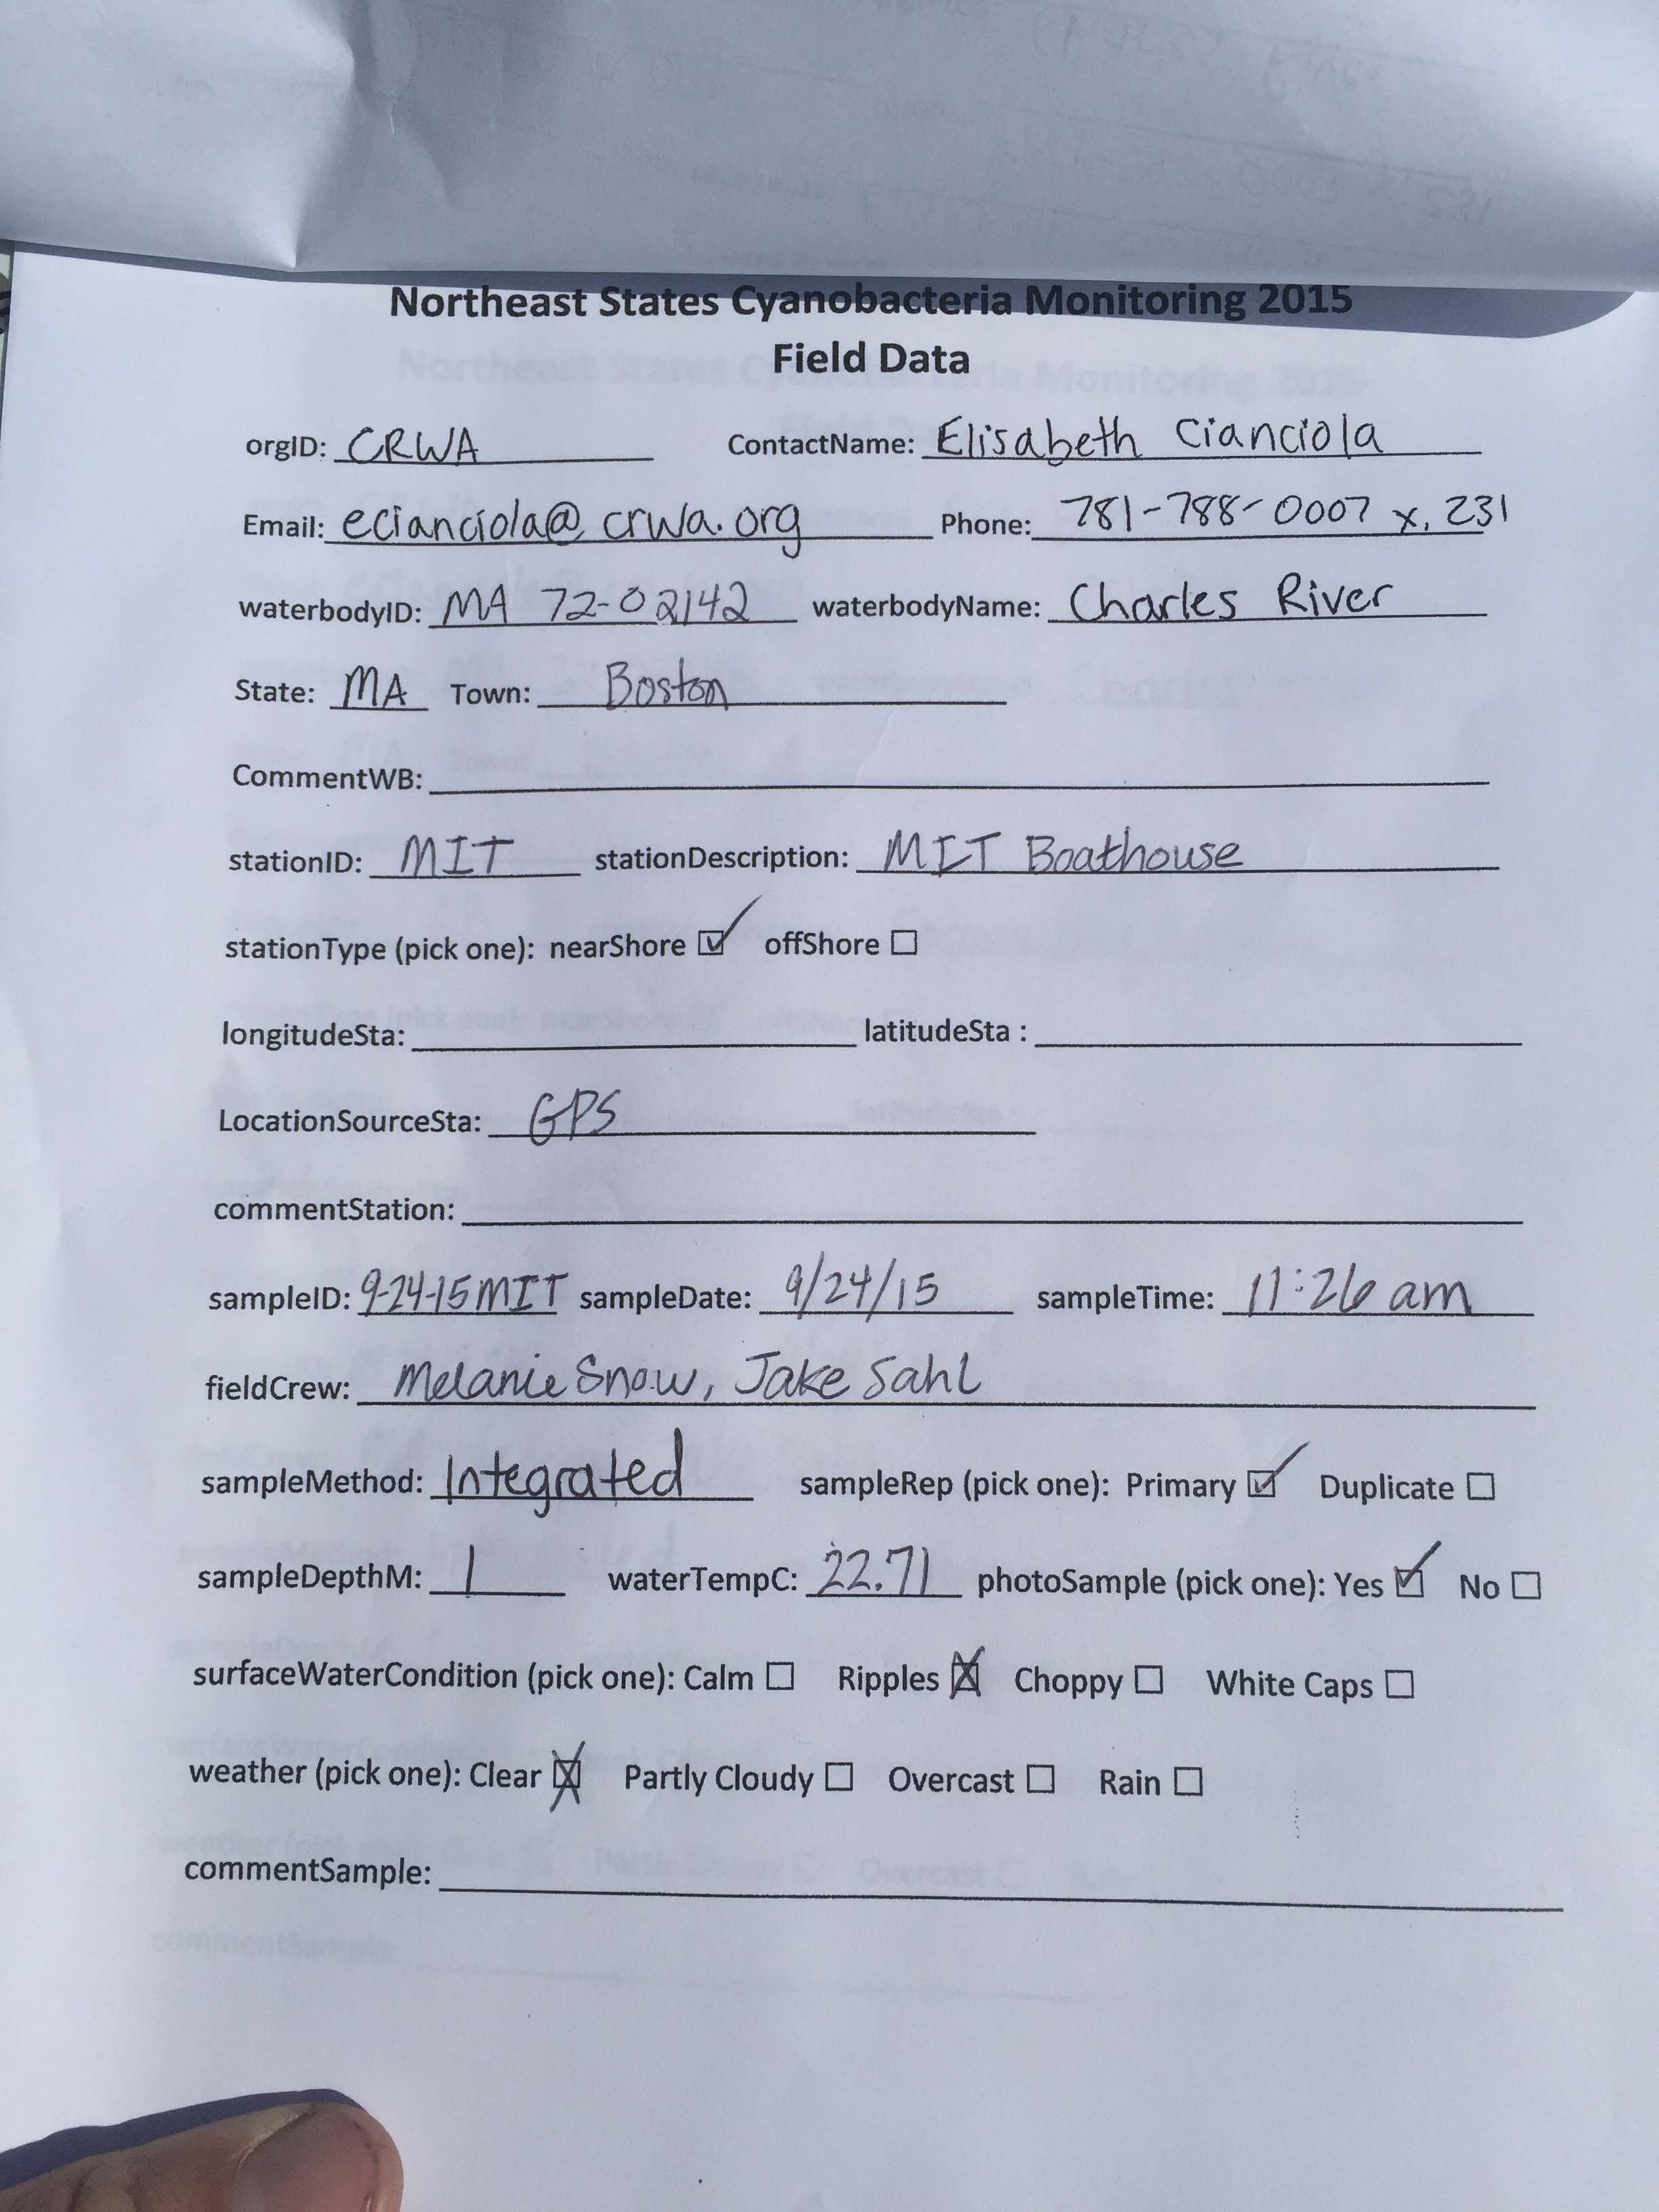 Northeast States Cyanobacteria Monitoring 2015
Field Data
orgID: CRWA ContactName: Elisabeth Cianciola
Email: ecianciola@crwa.org Phone: 781-788-0007 x. 231
waterbodyID: MA 72-02142 waterbodyName: Charles River
State: MA Town: Boston
CommentWB:
stationID: MIT stationDescription: MIT Boathouse
stationType (pick one): nearShore ☑ offShore ☐
longitudeSta: latitudeSta :
LocationSourceSta: GPS
commentStation:
sampleID: 9-24-15MIT sampleDate: 9/24/15 sampleTime: 11:26 am
fieldCrew: Melanie Snow, Jake Sahl
sampleMethod: Integrated sampleRep (pick one): Primary ☑ Duplicate ☐
sampleDepthM: 1 waterTempC: 22.71 photoSample (pick one): Yes ☑ No ☐
surfaceWaterCondition (pick one): Calm ☐ Ripples ☒ Choppy ☐ White Caps ☐
weather (pick one): Clear ☒ Partly Cloudy ☐ Overcast ☐ Rain ☐
commentSample: